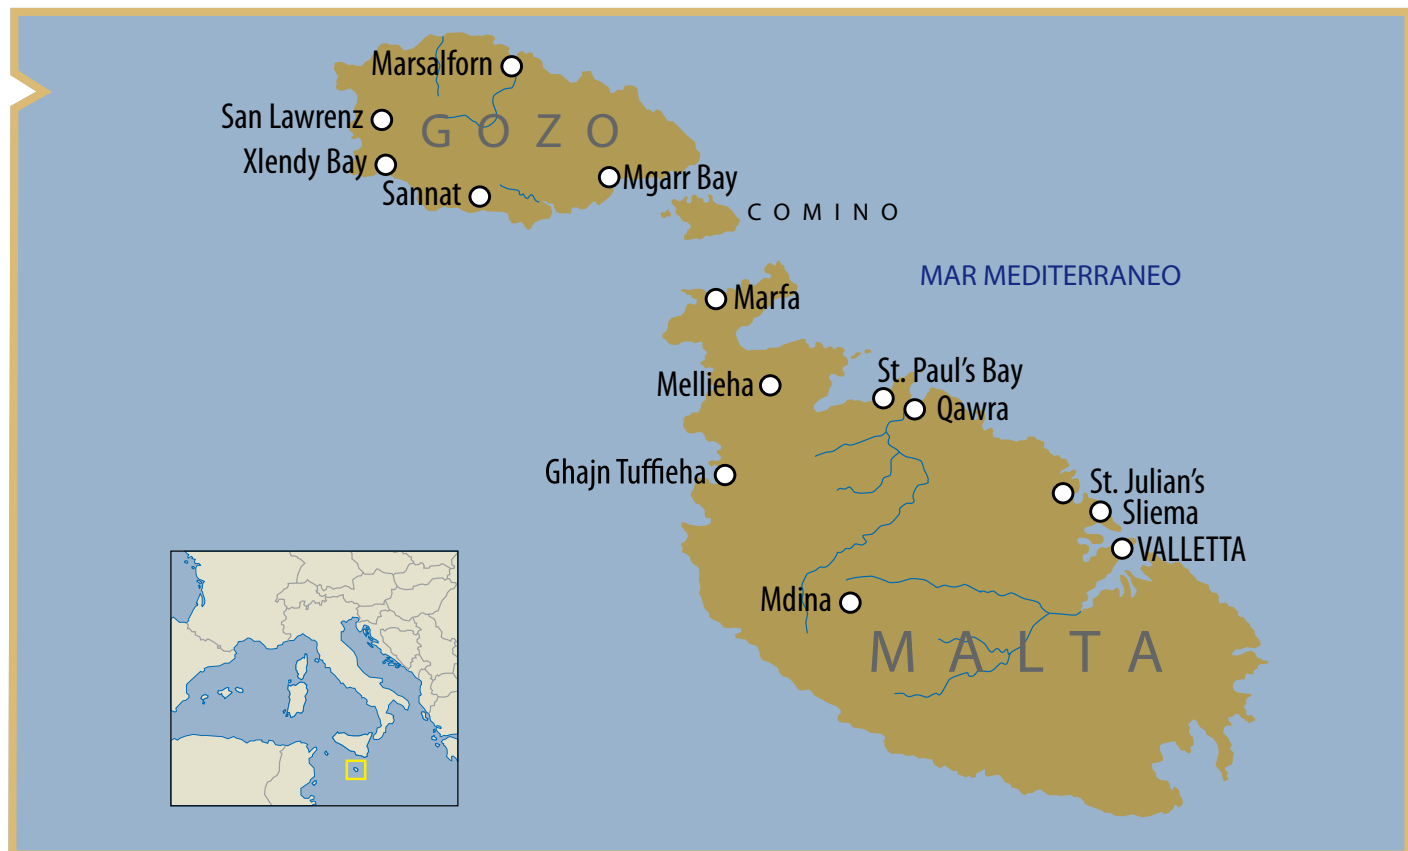 Marsalforn
San Lawrenz
GOZO
Xlendy Bay
Mgarr Bay
Sannat
COMINO
MAR MEDITERRANEO
Marfa
St. Paul's Bay
Mellieha
Qawra
Ghajn Tuffieha
St. Julian's
Sliema
VALLETTA
Mdina
MALTA